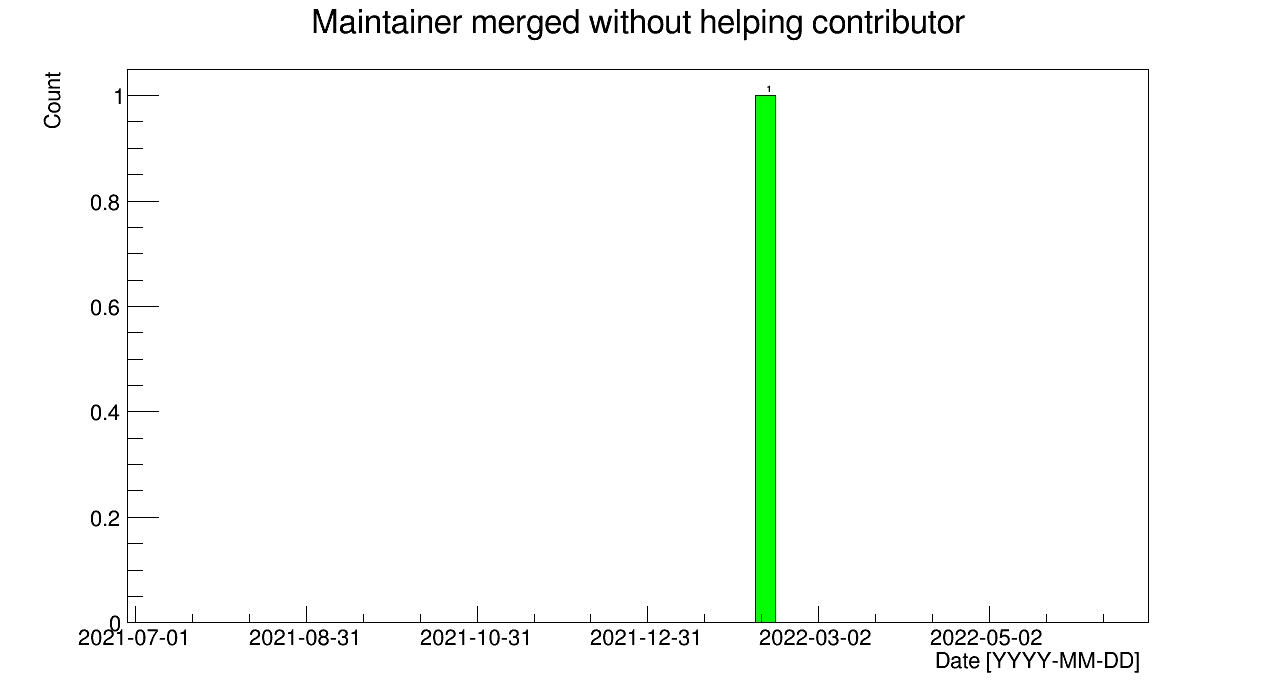 Maintainer merged without helping contributor
Count
1
1
0.8
0.6
0.4
0.2
0
2021-07-01 2021-08-31 2021-10-31 2021-12-31 2022-03-02 2022-05-02
Date [YYYY-MM-DD]